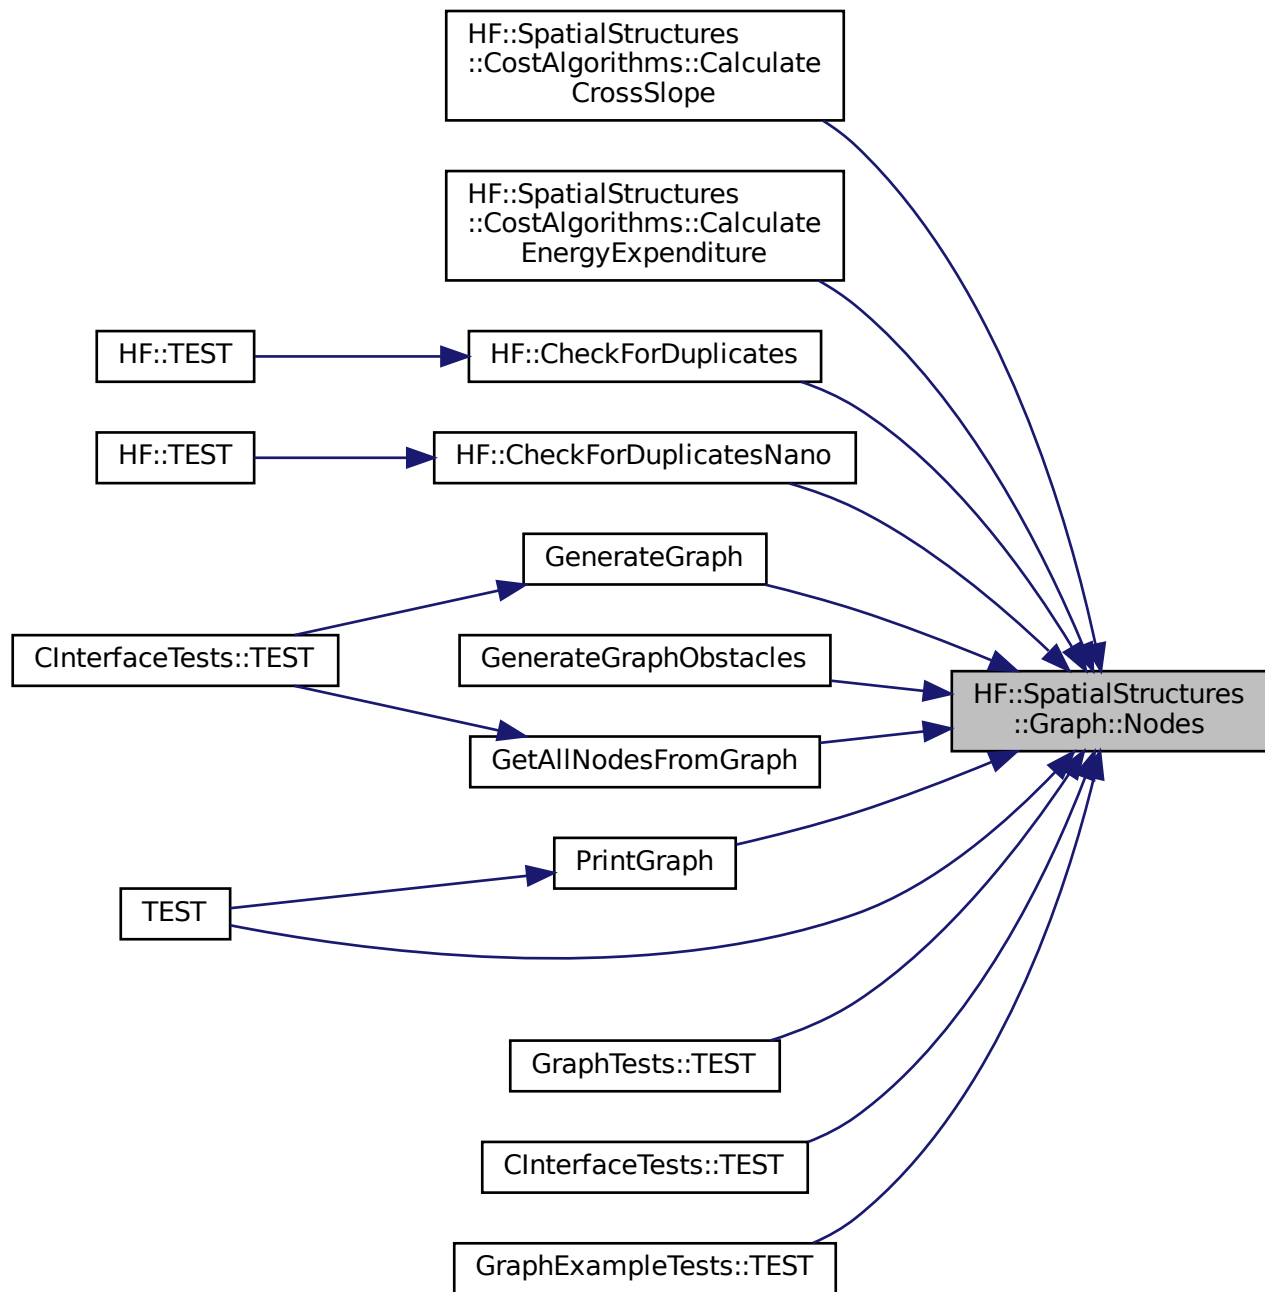 HF::SpatialStructures
::CostAlgorithms::Calculate
CrossSlope
HF::SpatialStructures
::CostAlgorithms::Calculate
EnergyExpenditure
HF::TEST
HF::CheckForDuplicates
HF::TEST
HF::CheckForDuplicatesNano
GenerateGraph
CInterfaceTests::TEST
GenerateGraphObstacles
HF::SpatialStructures
::Graph::Nodes
GetAllNodesFromGraph
PrintGraph
TEST
GraphTests::TEST
CInterfaceTests::TEST
GraphExampleTests::TEST